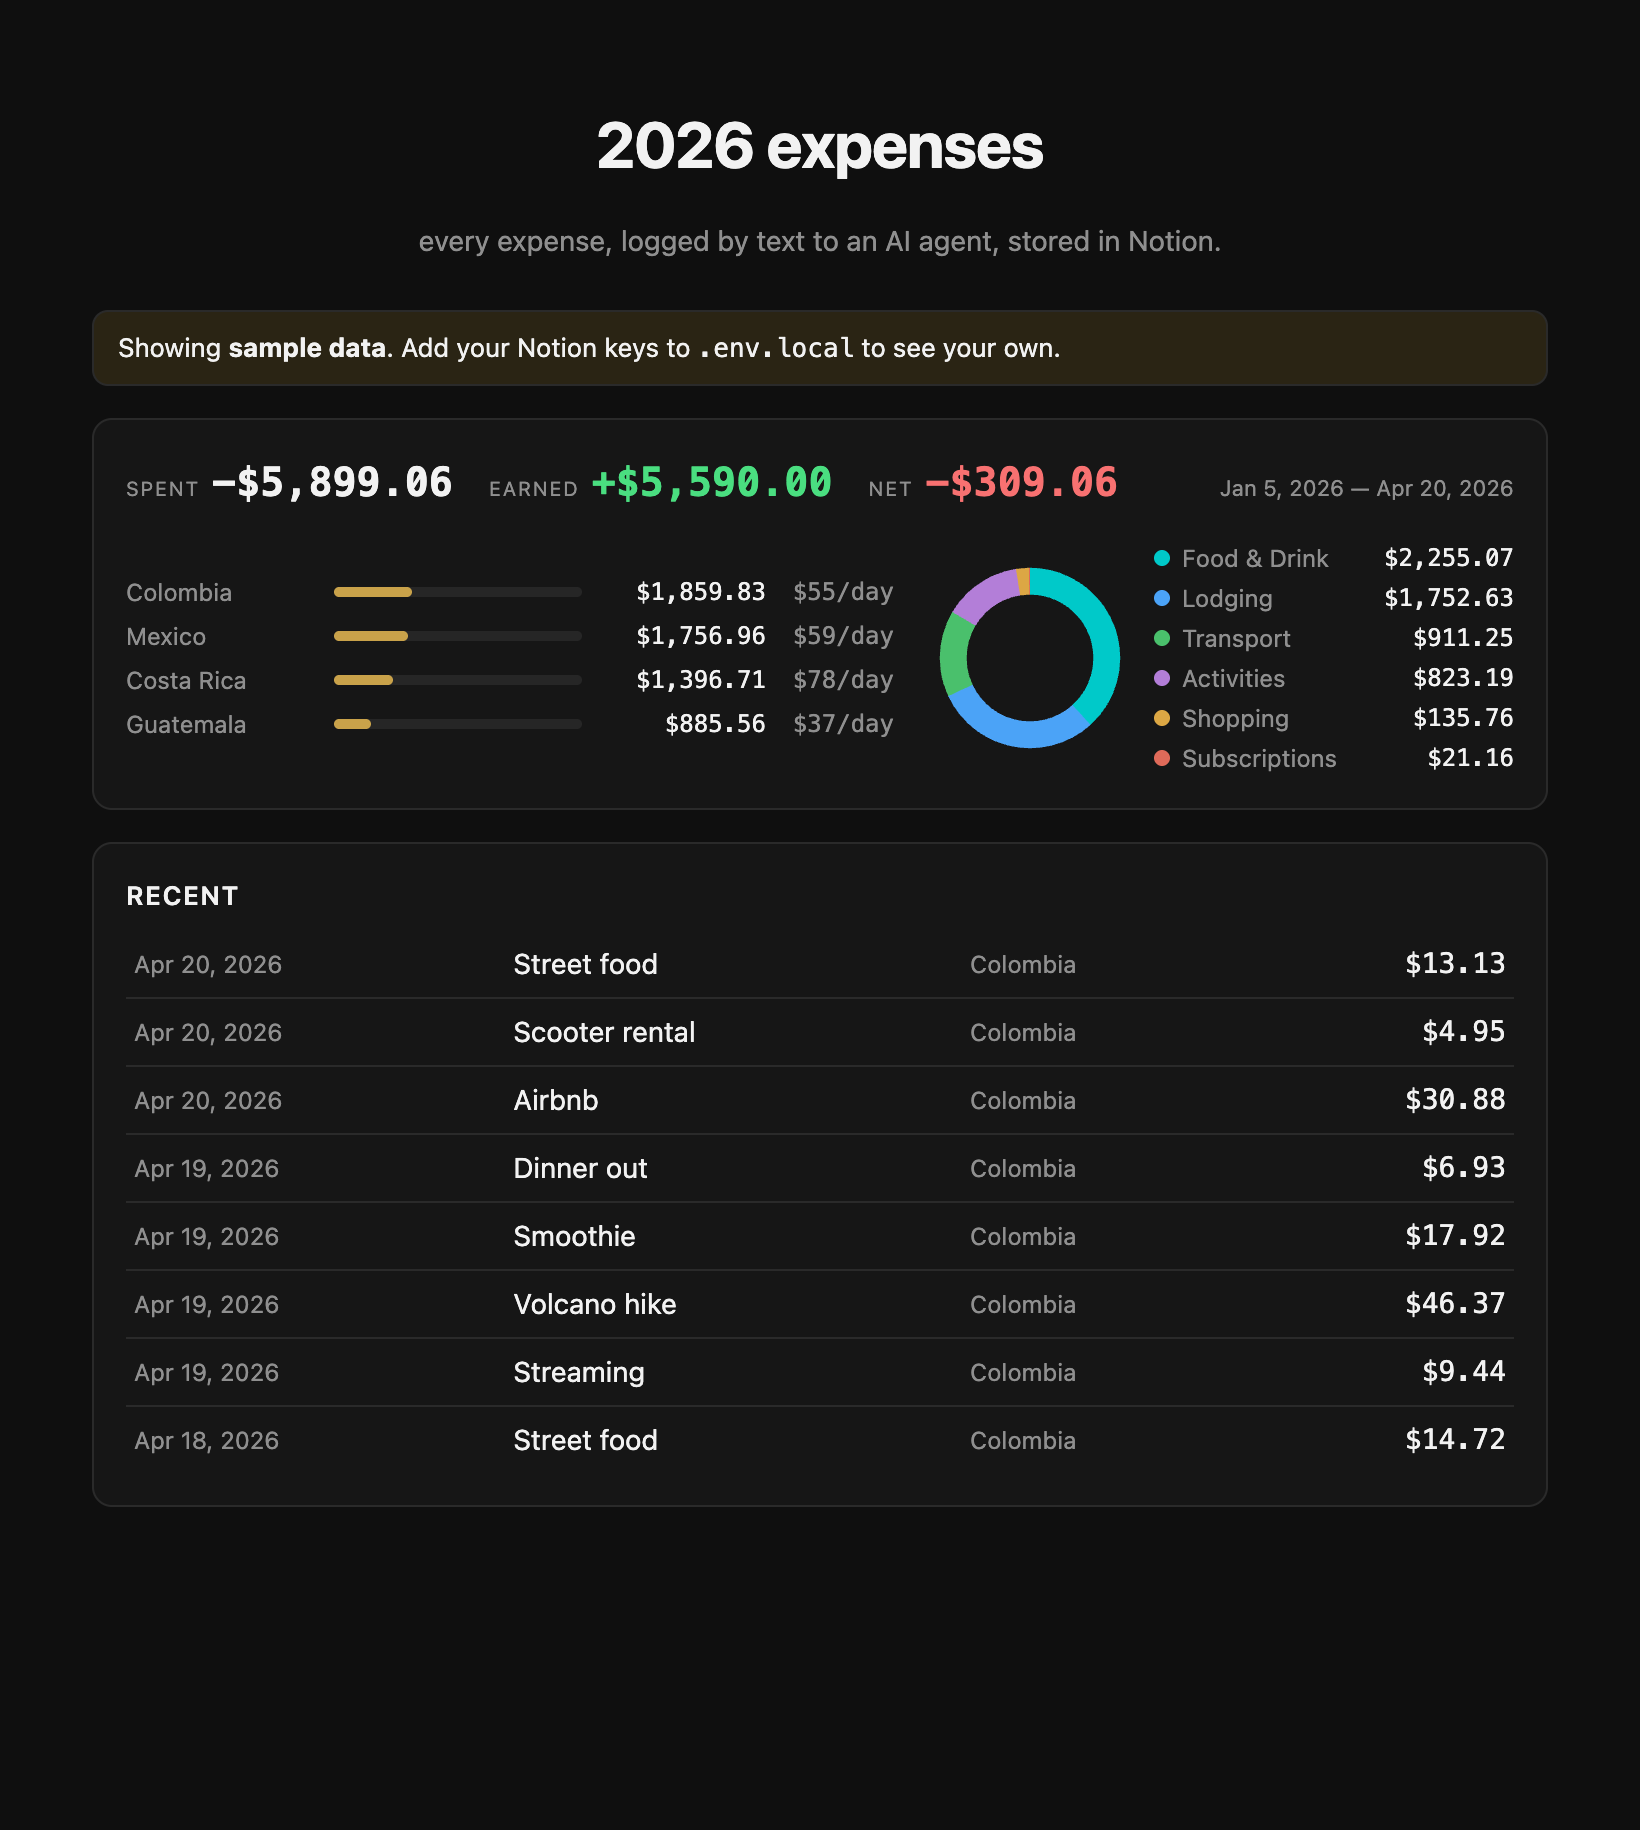 2026 expenses
every expense, logged by text to an AI agent, stored in Notion.
Showing sample data. Add your Notion keys to .env.local to see your own.
SPENT −$5,899.06 EARNED +$5,590.00 NET −$309.06 Jan 5, 2026 — Apr 20, 2026
Colombia $1,859.83 $55/day
Mexico $1,756.96 $59/day
Costa Rica $1,396.71 $78/day
Guatemala $885.56 $37/day
Food & Drink $2,255.07
Lodging $1,752.63
Transport $911.25
Activities $823.19
Shopping $135.76
Subscriptions $21.16
RECENT
Apr 20, 2026 Street food Colombia $13.13
Apr 20, 2026 Scooter rental Colombia $4.95
Apr 20, 2026 Airbnb Colombia $30.88
Apr 19, 2026 Dinner out Colombia $6.93
Apr 19, 2026 Smoothie Colombia $17.92
Apr 19, 2026 Volcano hike Colombia $46.37
Apr 19, 2026 Streaming Colombia $9.44
Apr 18, 2026 Street food Colombia $14.72